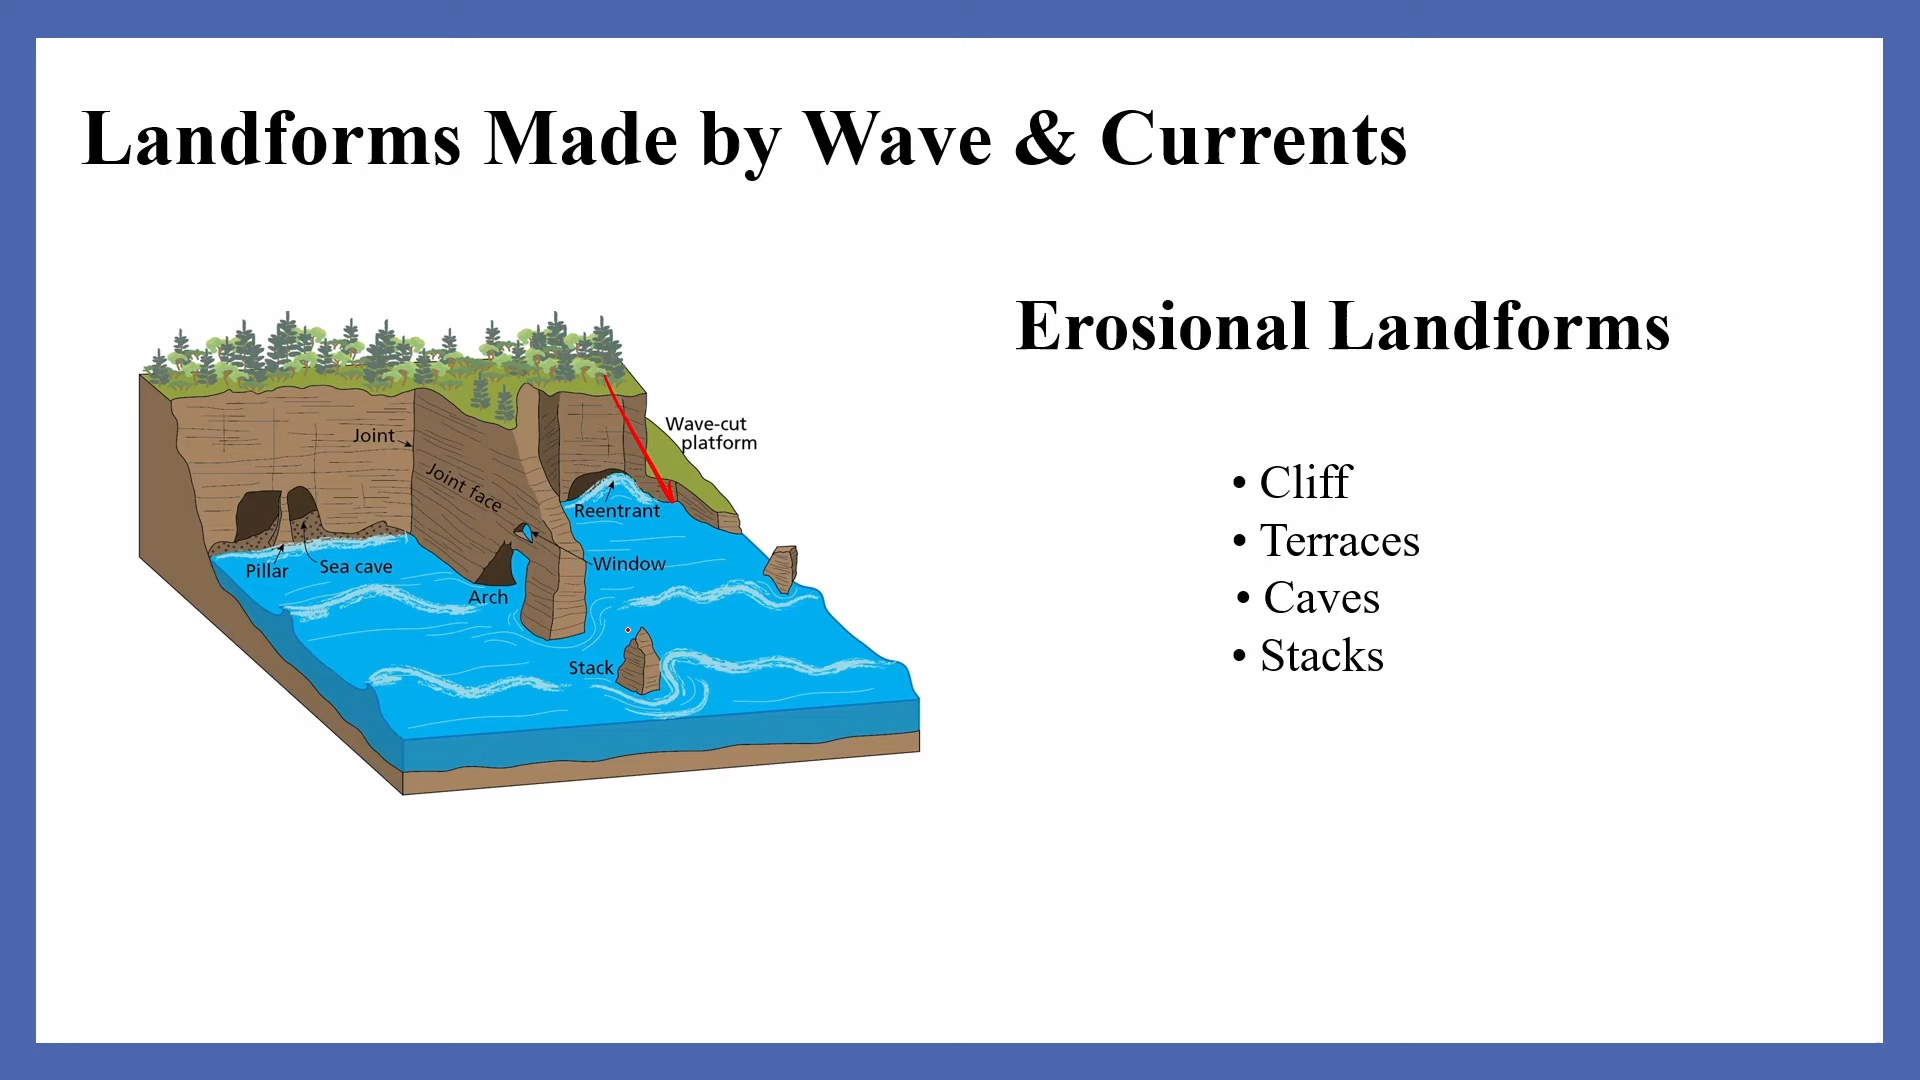 Landforms Made by Wave & Currents
Erosional Landforms
• Cliff
• Terraces
• Caves
• Stacks
Wave-cut
platform
Joint
Joint face
Reentrant
Window
Pillar
Sea cave
Arch
Stack